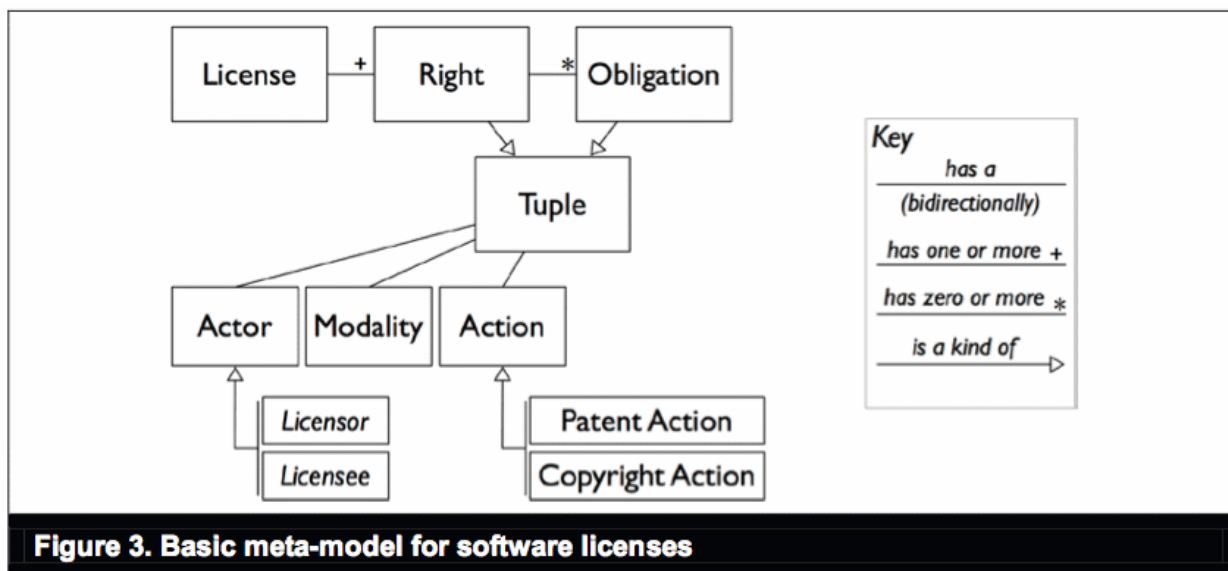 License
+
Right
*
Obligation
Tuple
Actor
Modality
Action
Licensor
Licensee
Patent Action
Copyright Action
Key
has a
(bidirectionally)
has one or more +
has zero or more *
is a kind of
Figure 3. Basic meta-model for software licenses